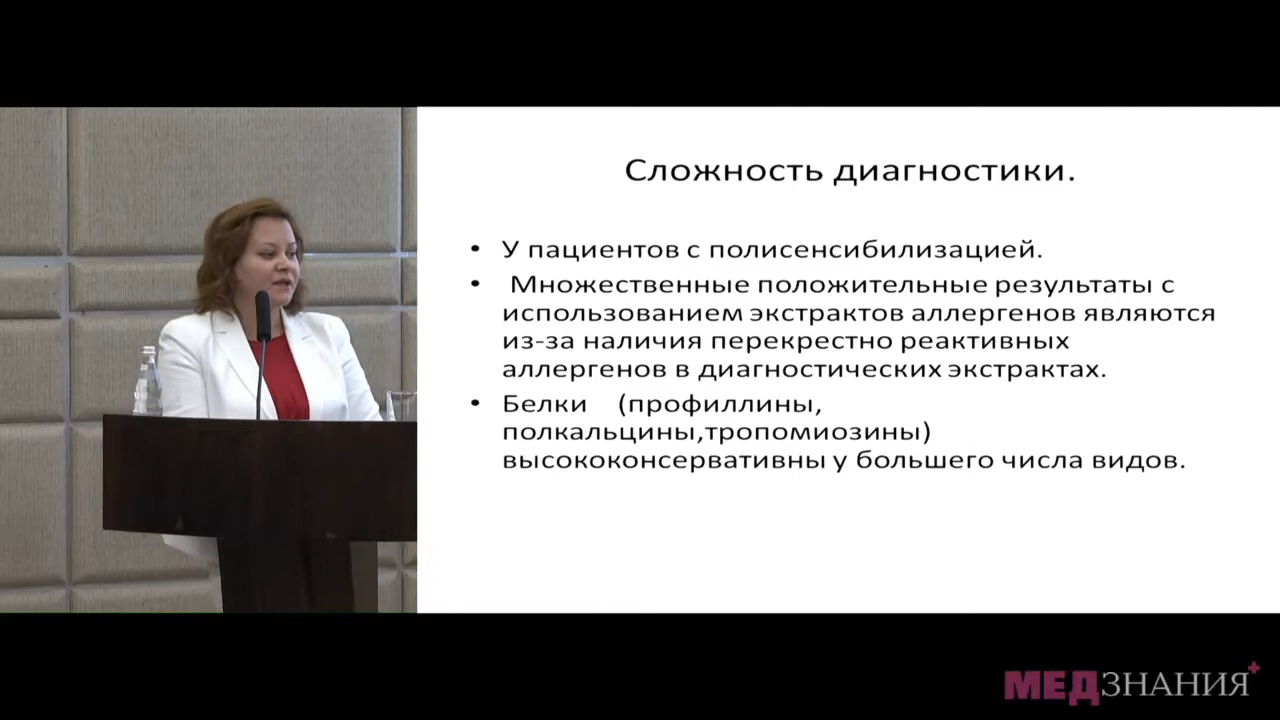 Сложность диагностики.
• У пациентов с полисенсибилизацией.
• Множественные положительные результаты с
использованием экстрактов аллергенов являются
из-за наличия перекрестно реактивных
аллергенов в диагностических экстрактах.
• Белки (профиллины,
полкальцины,тропомиозины)
высококонсервативны у большего числа видов.
МЕДЗНАНИЯ+